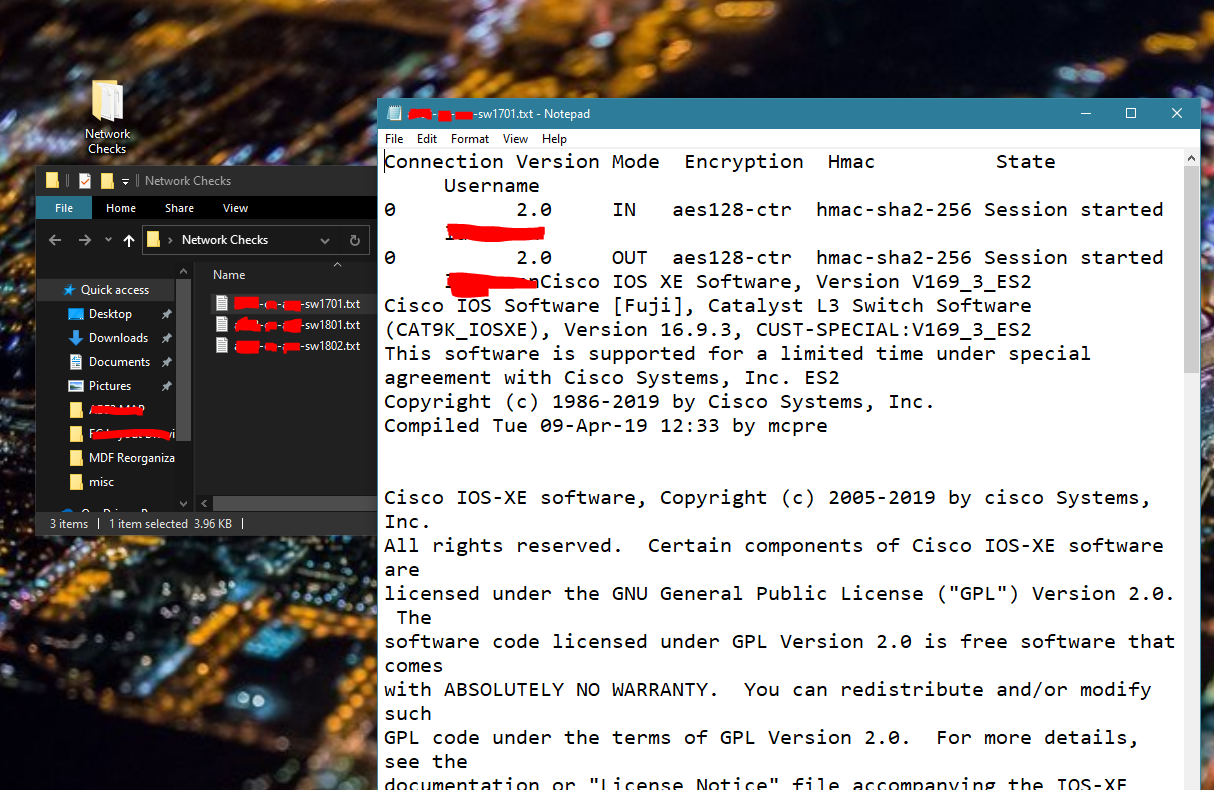 Network
Checks
Network Checks
File Home Share View
Network Checks
Quick access
Desktop
Downloads
Documents
Pictures
MDF Reorganiza
misc
Name
-sw1701.txt
-sw1801.txt
-sw1802.txt
3 items 1 item selected 3.96 KB
-sw1701.txt - Notepad
File Edit Format View Help
Connection Version Mode Encryption Hmac State
Username
0 2.0 IN aes128-ctr hmac-sha2-256 Session started
0 2.0 OUT aes128-ctr hmac-sha2-256 Session started
Cisco IOS XE Software, Version V169_3_ES2
Cisco IOS Software [Fuji], Catalyst L3 Switch Software
(CAT9K_IOSXE), Version 16.9.3, CUST-SPECIAL:V169_3_ES2
This software is supported for a limited time under special
agreement with Cisco Systems, Inc. ES2
Copyright (c) 1986-2019 by Cisco Systems, Inc.
Compiled Tue 09-Apr-19 12:33 by mcpre
Cisco IOS-XE software, Copyright (c) 2005-2019 by cisco Systems,
Inc.
All rights reserved. Certain components of Cisco IOS-XE software
are
licensed under the GNU General Public License ("GPL") Version 2.0.
The
software code licensed under GPL Version 2.0 is free software that
comes
with ABSOLUTELY NO WARRANTY. You can redistribute and/or modify
such
GPL code under the terms of GPL Version 2.0. For more details,
see the
documentation or "License Notice" file accompanying the IOS-XE